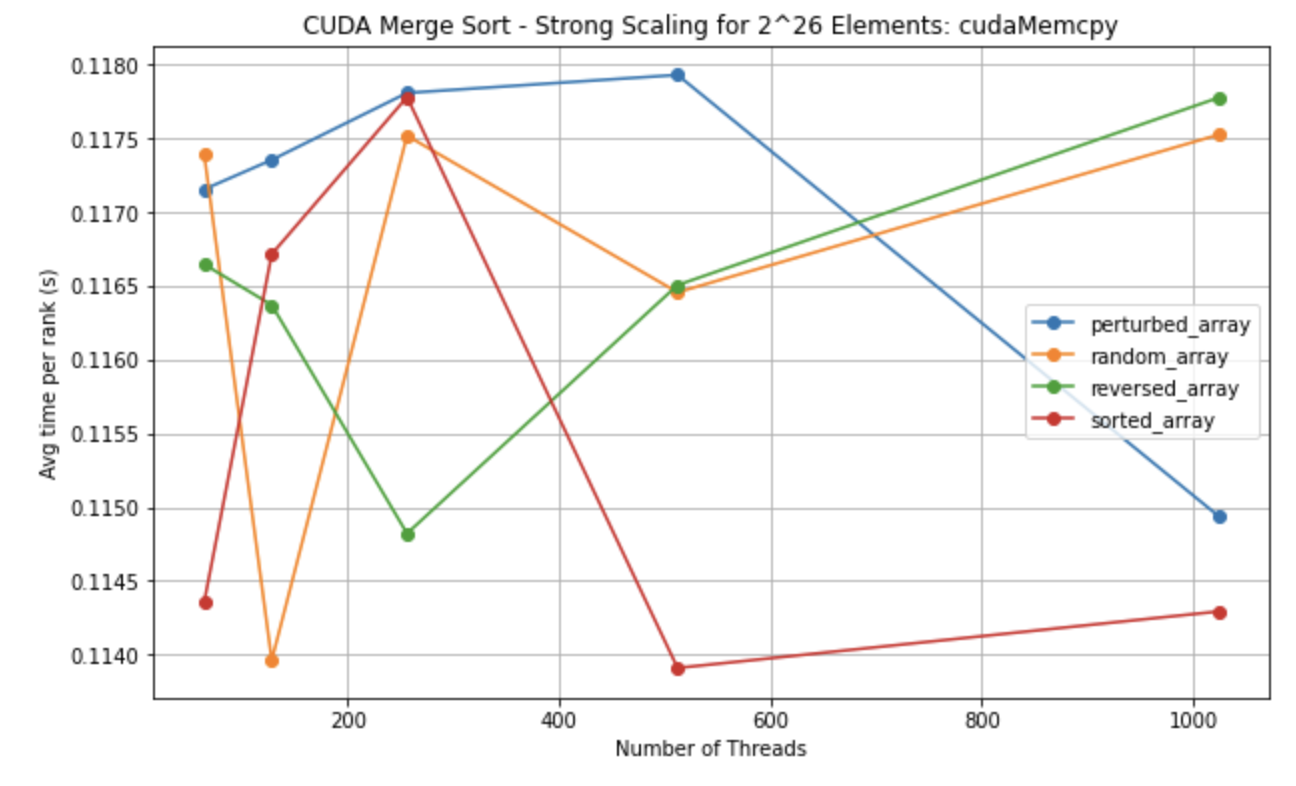 CUDA Merge Sort - Strong Scaling for 2^26 Elements: cudaMemcpy
0.1180
0.1175
0.1170
0.1165
0.1160
0.1155
0.1150
0.1145
0.1140
Avg time per rank (s)
perturbed_array
random_array
reversed_array
sorted_array
200
400
600
800
1000
Number of Threads